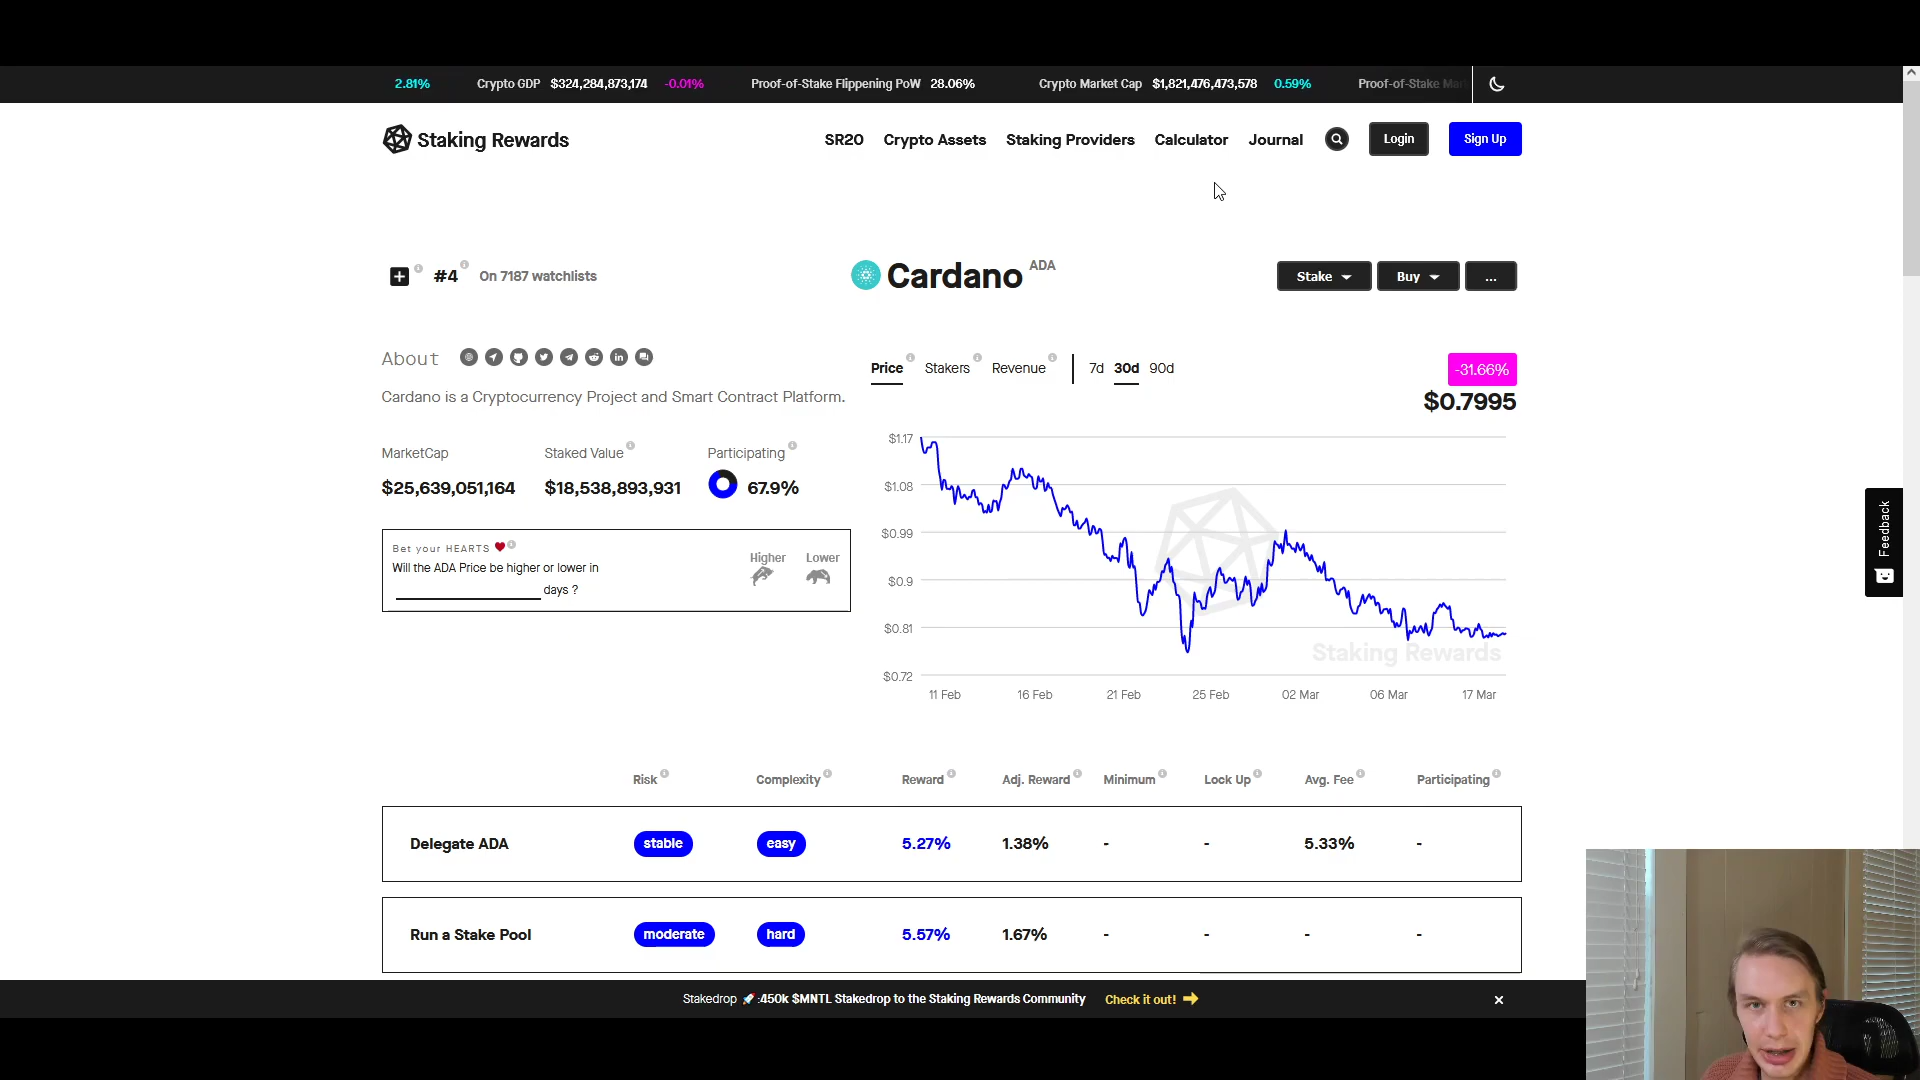 2.81% Crypto GDP $324,284,873,174 -0.01% Proof-of-Stake Flippening PoW 28.06% Crypto Market Cap $1,821,476,473,578 0.59% Proof-of-Stake
Staking Rewards SR20 Crypto Assets Staking Providers Calculator Journal Login Sign Up
#4 On 7187 watchlists Cardano ADA Stake Buy ...
About
Cardano is a Cryptocurrency Project and Smart Contract Platform.
MarketCap Staked Value Participating
$25,639,051,164 $18,538,893,931 67.9%
Bet your HEARTS
Will the ADA Price be higher or lower in
days ?
Higher Lower
Price Stakers Revenue 7d 30d 90d -31.66%
$0.7995
$1.17
$1.08
$0.99
$0.9
$0.81
$0.72
Staking Rewards
11 Feb 16 Feb 21 Feb 25 Feb 02 Mar 06 Mar 17 Mar
Feedback
Risk Complexity Reward Adj. Reward Minimum Lock Up Avg. Fee Participating
Delegate ADA stable easy 5.27% 1.38% - - 5.33% -
Run a Stake Pool moderate hard 5.57% 1.67% - - - -
Stakedrop 🚀:450k $MNTL Stakedrop to the Staking Rewards Community Check it out!